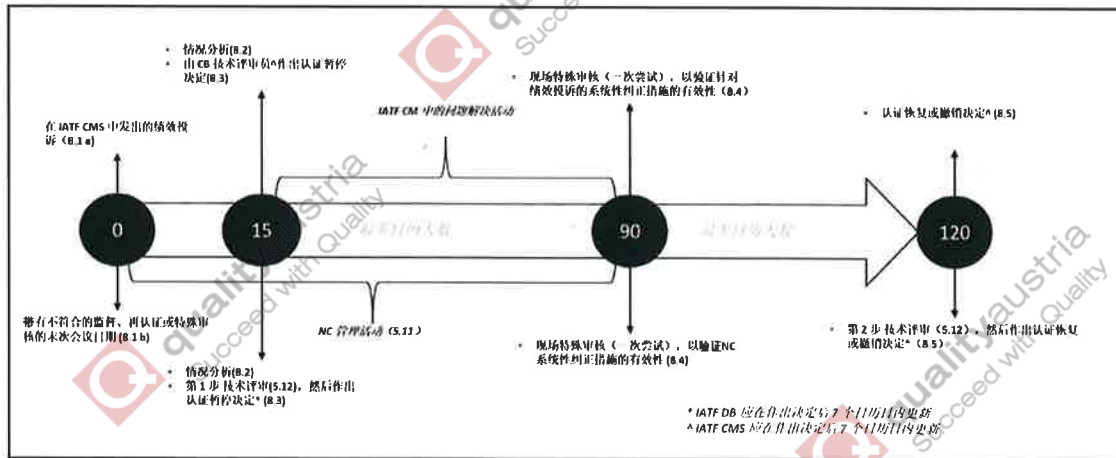 • 情况分析(8.2)
• 由 CB 技术评审员^作出认证暂停
决定(8.3)
在 IATF CMS 中发出的绩效投
诉（8.1 a）
IATF CM 中的问题解决活动
• 现场特殊审核（一次尝试），以验证针对
绩效投诉的系统性纠正措施的有效性（8.4）
• 认证恢复或撤销决定^ (8.5)
0
15
90
120
带有不符合的监督、再认证或特殊审
核的末次会议日期 (8.1 b)
NC 管理活动（5.11）
• 情况分析(8.2)
• 第 1 步 技术评审(5.12)，然后作出
认证暂停决定* (8.3)
• 现场特殊审核（一次尝试），以验证NC
系统性纠正措施的有效性 (8.4)
• 第 2 步 技术评审（5.12），然后作出认证恢复
或撤销决定*（8.5）
* IATF DB 应在作出决定后 7 个日历日内更新
^ IATF CMS 应在作出决定后 7 个日历日内更新
qualityaustria
Succeed with Quality
qualityaustria
Succeed with Quality